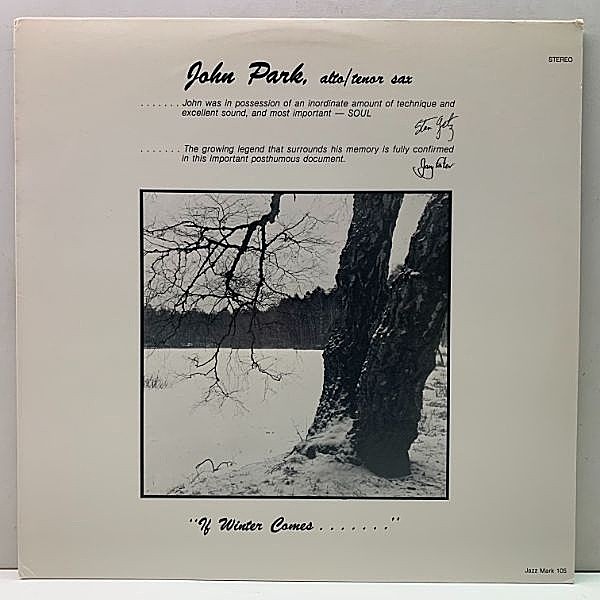 John Park, alto/tenor sax
STEREO
. . . . . . . John was in possession of an inordinate amount of technique and
excellent sound, and most important — SOUL
Stan Getz
. . . . . . . The growing legend that surrounds his memory is fully confirmed
in this important posthumous document.
"If Winter Comes . . . . . . ."
Jazz Mark 105